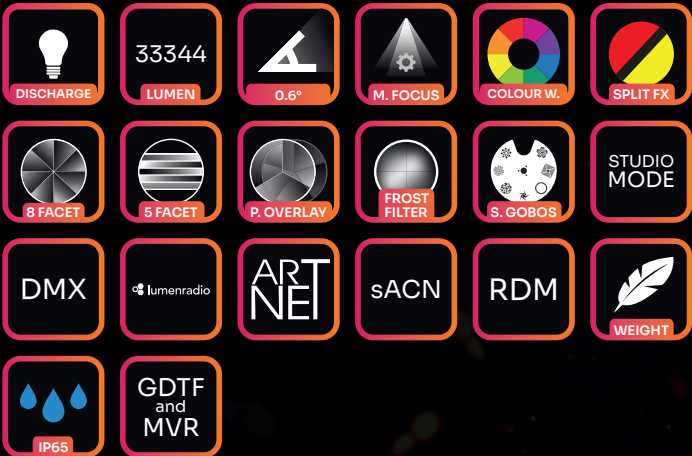 33344
DISCHARGE
LUMEN
0.6°
M. FOCUS
COLOUR W.
SPLIT FX
8 FACET
5 FACET
P. OVERLAY
FROST
FILTER
S. GOBOS
STUDIO
MODE
DMX
lumenradio
ART
NET
sACN
RDM
WEIGHT
IP65
GDTF
and
MVR